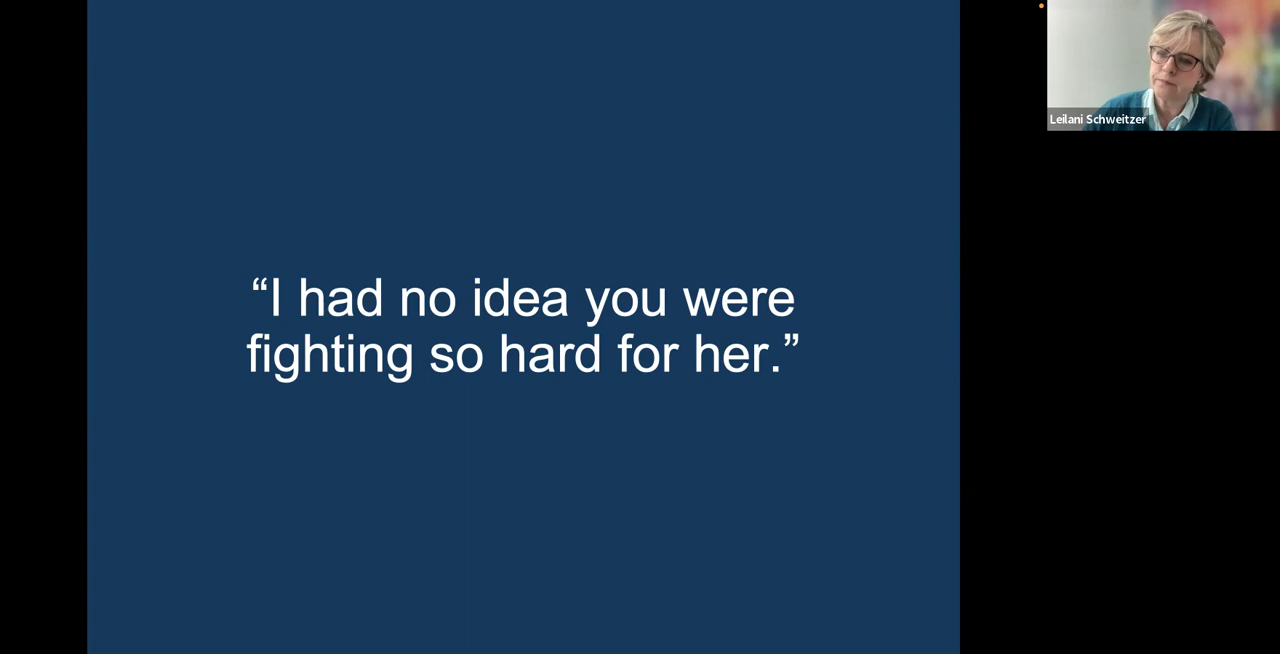 “I had no idea you were
fighting so hard for her.”
Leilani Schweitzer